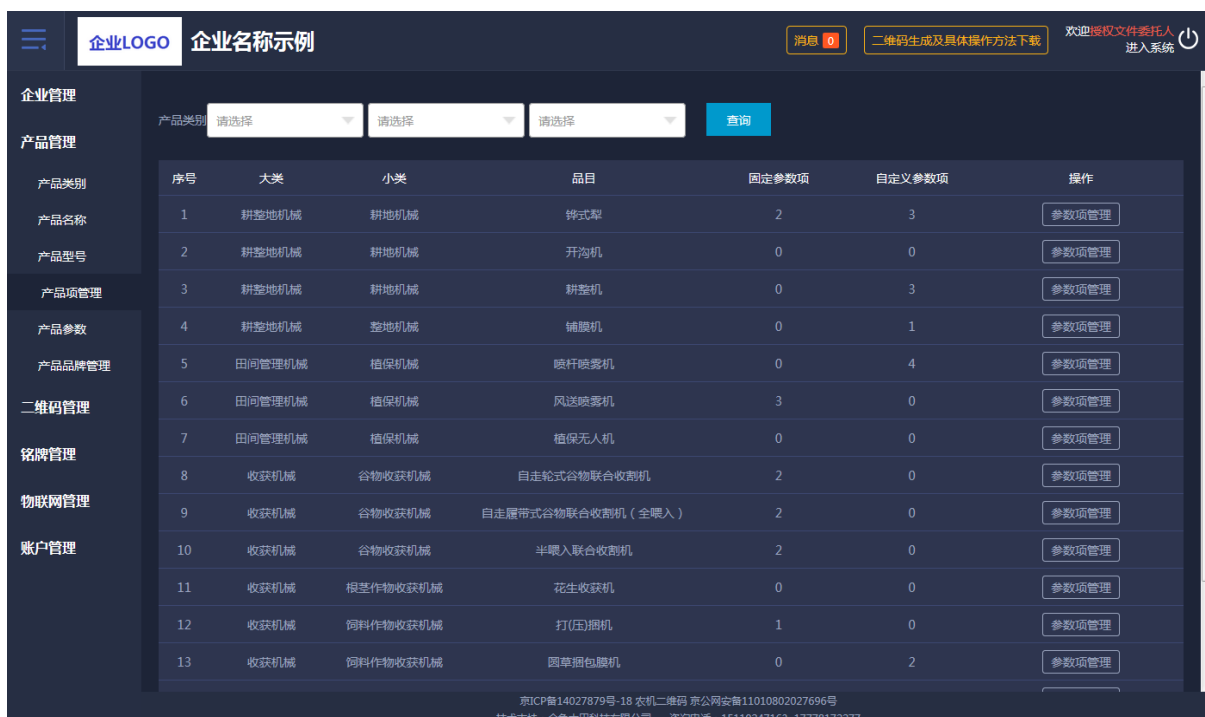 企业LOGO 企业名称示例 消息 0 二维码生成及具体操作方法下载 欢迎授权文件委托人
进入系统
企业管理
产品管理
产品类别
产品名称
产品型号
产品项管理
产品参数
产品品牌管理
二维码管理
铭牌管理
物联网管理
账户管理
产品类别 请选择 请选择 请选择 查询
序号 大类 小类 品目 固定参数项 自定义参数项 操作
1 耕整地机械 耕地机械 铧式犁 2 3 参数项管理
2 耕整地机械 耕地机械 开沟机 0 0 参数项管理
3 耕整地机械 耕地机械 耕整机 0 3 参数项管理
4 耕整地机械 整地机械 铺膜机 0 1 参数项管理
5 田间管理机械 植保机械 喷杆喷雾机 0 4 参数项管理
6 田间管理机械 植保机械 风送喷雾机 3 0 参数项管理
7 田间管理机械 植保机械 植保无人机 0 0 参数项管理
8 收获机械 谷物收获机械 自走轮式谷物联合收割机 2 0 参数项管理
9 收获机械 谷物收获机械 自走履带式谷物联合收割机（全喂入） 2 0 参数项管理
10 收获机械 谷物收获机械 半喂入联合收割机 2 0 参数项管理
11 收获机械 根茎作物收获机械 花生收获机 0 0 参数项管理
12 收获机械 饲料作物收获机械 打(压)捆机 1 0 参数项管理
13 收获机械 饲料作物收获机械 圆草捆包膜机 0 2 参数项管理
京ICP备14027879号-18 农机二维码 京公网安备11010802027696号